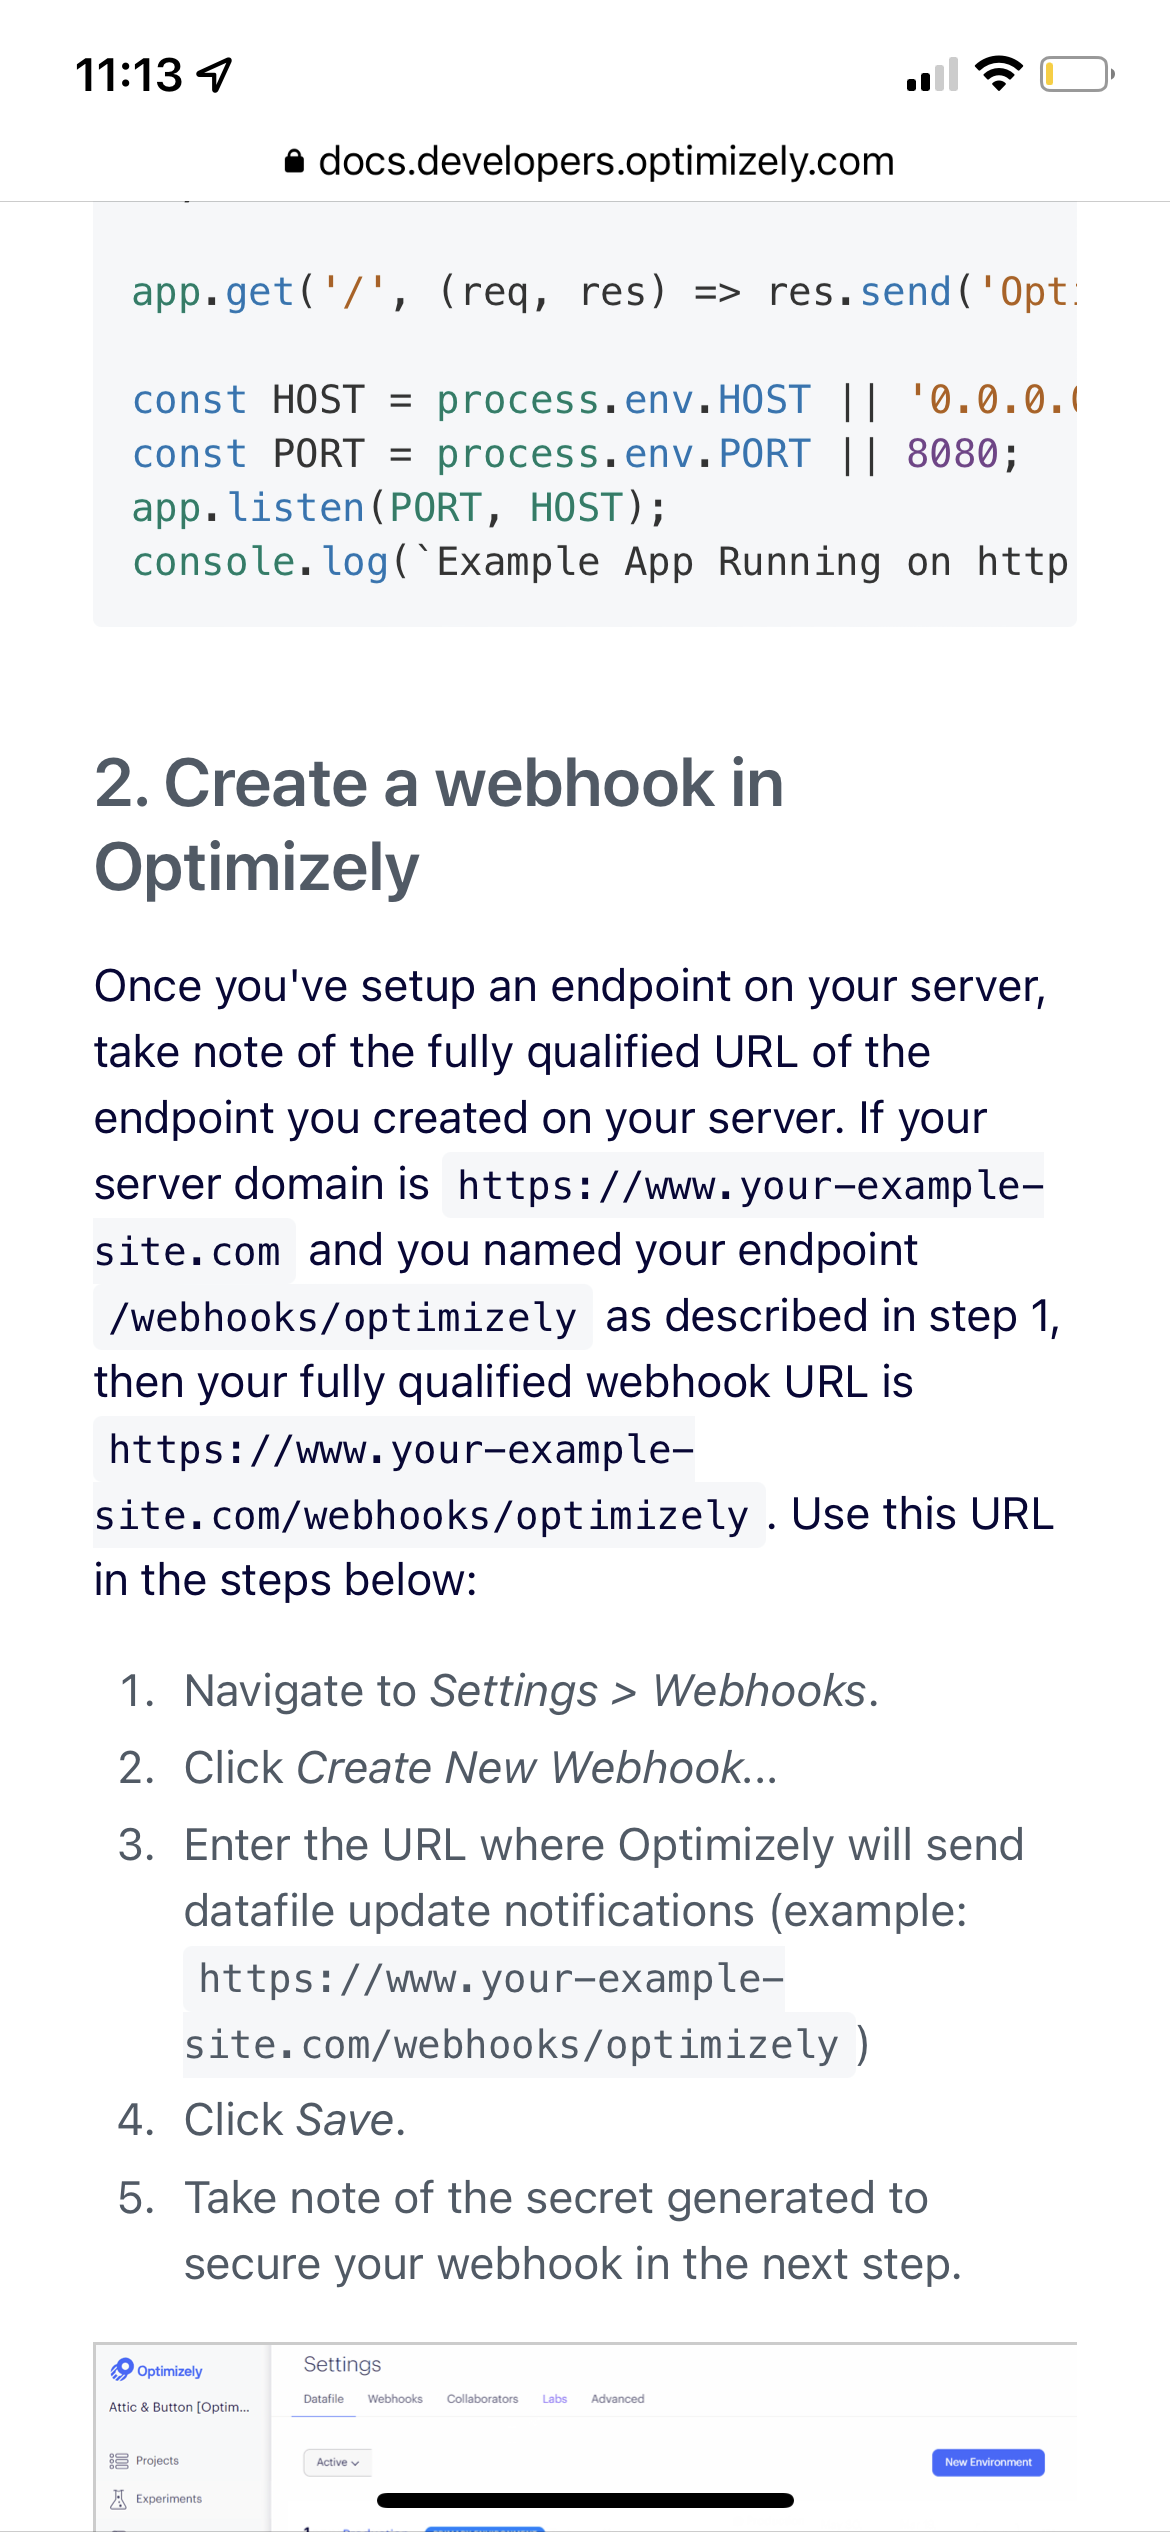 11:13
docs.developers.optimizely.com
app.get('/', (req, res) => res.send('Opt
const HOST = process.env.HOST || '0.0.0.
const PORT = process.env.PORT || 8080;
app.listen(PORT, HOST);
console.log(`Example App Running on http
2. Create a webhook in
Optimizely
Once you've setup an endpoint on your server,
take note of the fully qualified URL of the
endpoint you created on your server. If your
server domain is https://www.your-example-
site.com and you named your endpoint
/webhooks/optimizely as described in step 1,
then your fully qualified webhook URL is
https://www.your-example-
site.com/webhooks/optimizely . Use this URL
in the steps below:
1. Navigate to Settings > Webhooks.
2. Click Create New Webhook...
3. Enter the URL where Optimizely will send
datafile update notifications (example:
https://www.your-example-
site.com/webhooks/optimizely )
4. Click Save.
5. Take note of the secret generated to
secure your webhook in the next step.
Optimizely
Settings
Datafile Webhooks Collaborators Labs Advanced
Attic & Button [Optim...
Projects
Active
New Environment
Experiments